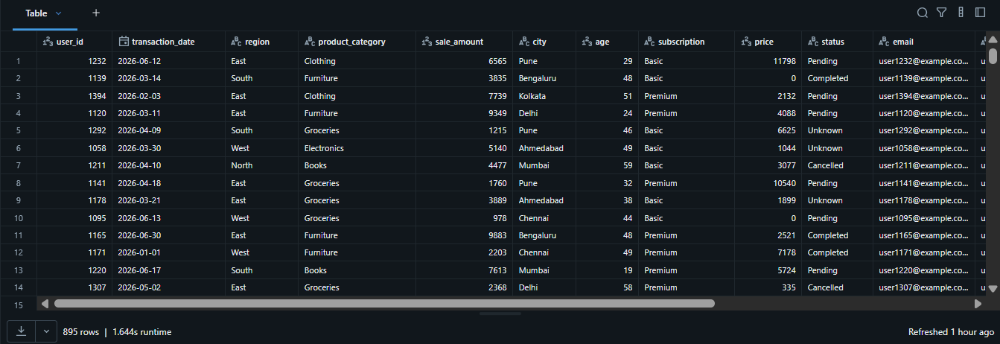 Table +
user_id transaction_date region product_category sale_amount city age subscription price status email
1 1232 2026-06-12 East Clothing 6565 Pune 29 Basic 11798 Pending user1232@example.co... u
2 1139 2026-03-14 South Furniture 3835 Bengaluru 48 Basic 0 Completed user1139@example.co... u
3 1394 2026-02-03 East Clothing 7739 Kolkata 51 Premium 2132 Pending user1394@example.co... u
4 1120 2026-03-11 East Furniture 9349 Delhi 24 Premium 4088 Pending user1120@example.co... u
5 1292 2026-04-09 South Groceries 1215 Pune 46 Basic 6625 Unknown user1292@example.co... u
6 1058 2026-03-30 West Electronics 5140 Ahmedabad 49 Basic 1044 Unknown user1058@example.co... u
7 1211 2026-04-10 North Books 4477 Mumbai 59 Basic 3077 Cancelled user1211@example.co... u
8 1141 2026-04-18 East Groceries 1760 Pune 32 Premium 10540 Pending user1141@example.co... u
9 1178 2026-03-21 East Groceries 3889 Ahmedabad 38 Basic 1899 Unknown user1178@example.co... u
10 1095 2026-06-13 West Groceries 978 Chennai 44 Basic 0 Pending user1095@example.co... u
11 1165 2026-06-30 East Furniture 9883 Bengaluru 48 Premium 2521 Completed user1165@example.co... u
12 1171 2026-01-01 West Furniture 2203 Chennai 49 Premium 7178 Completed user1171@example.co... u
13 1220 2026-06-17 South Books 7613 Mumbai 19 Premium 5724 Pending user1220@example.co... u
14 1307 2026-05-02 East Groceries 2368 Delhi 58 Premium 335 Cancelled user1307@example.co... u
15
895 rows | 1.644s runtime Refreshed 1 hour ago